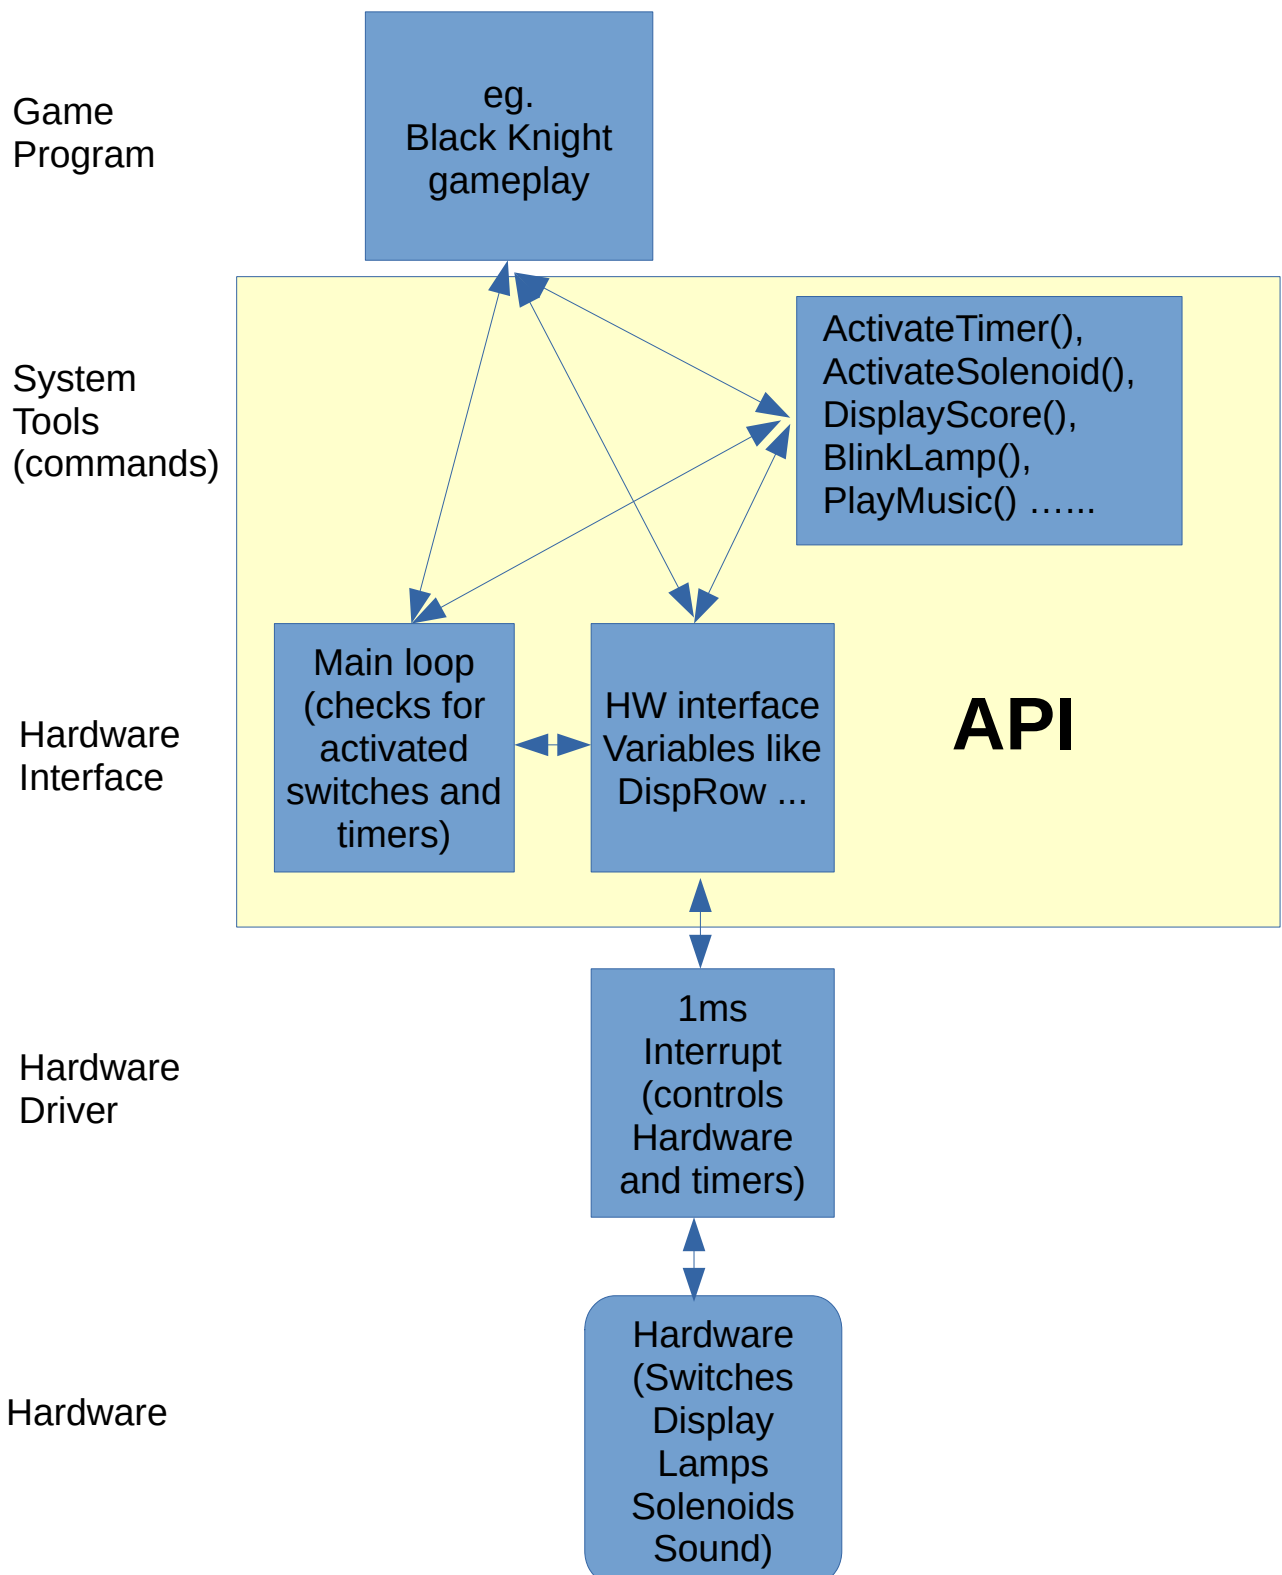 Game
Program
eg.
Black Knight
gameplay
System
Tools
(commands)
ActivateTimer(),
ActivateSolenoid(),
DisplayScore(),
BlinkLamp(),
PlayMusic() …...
Hardware
Interface
Main loop
(checks for
activated
switches and
timers)
HW interface
Variables like
DispRow ...
API
Hardware
Driver
1ms
Interrupt
(controls
Hardware
and timers)
Hardware
Hardware
(Switches
Display
Lamps
Solenoids
Sound)